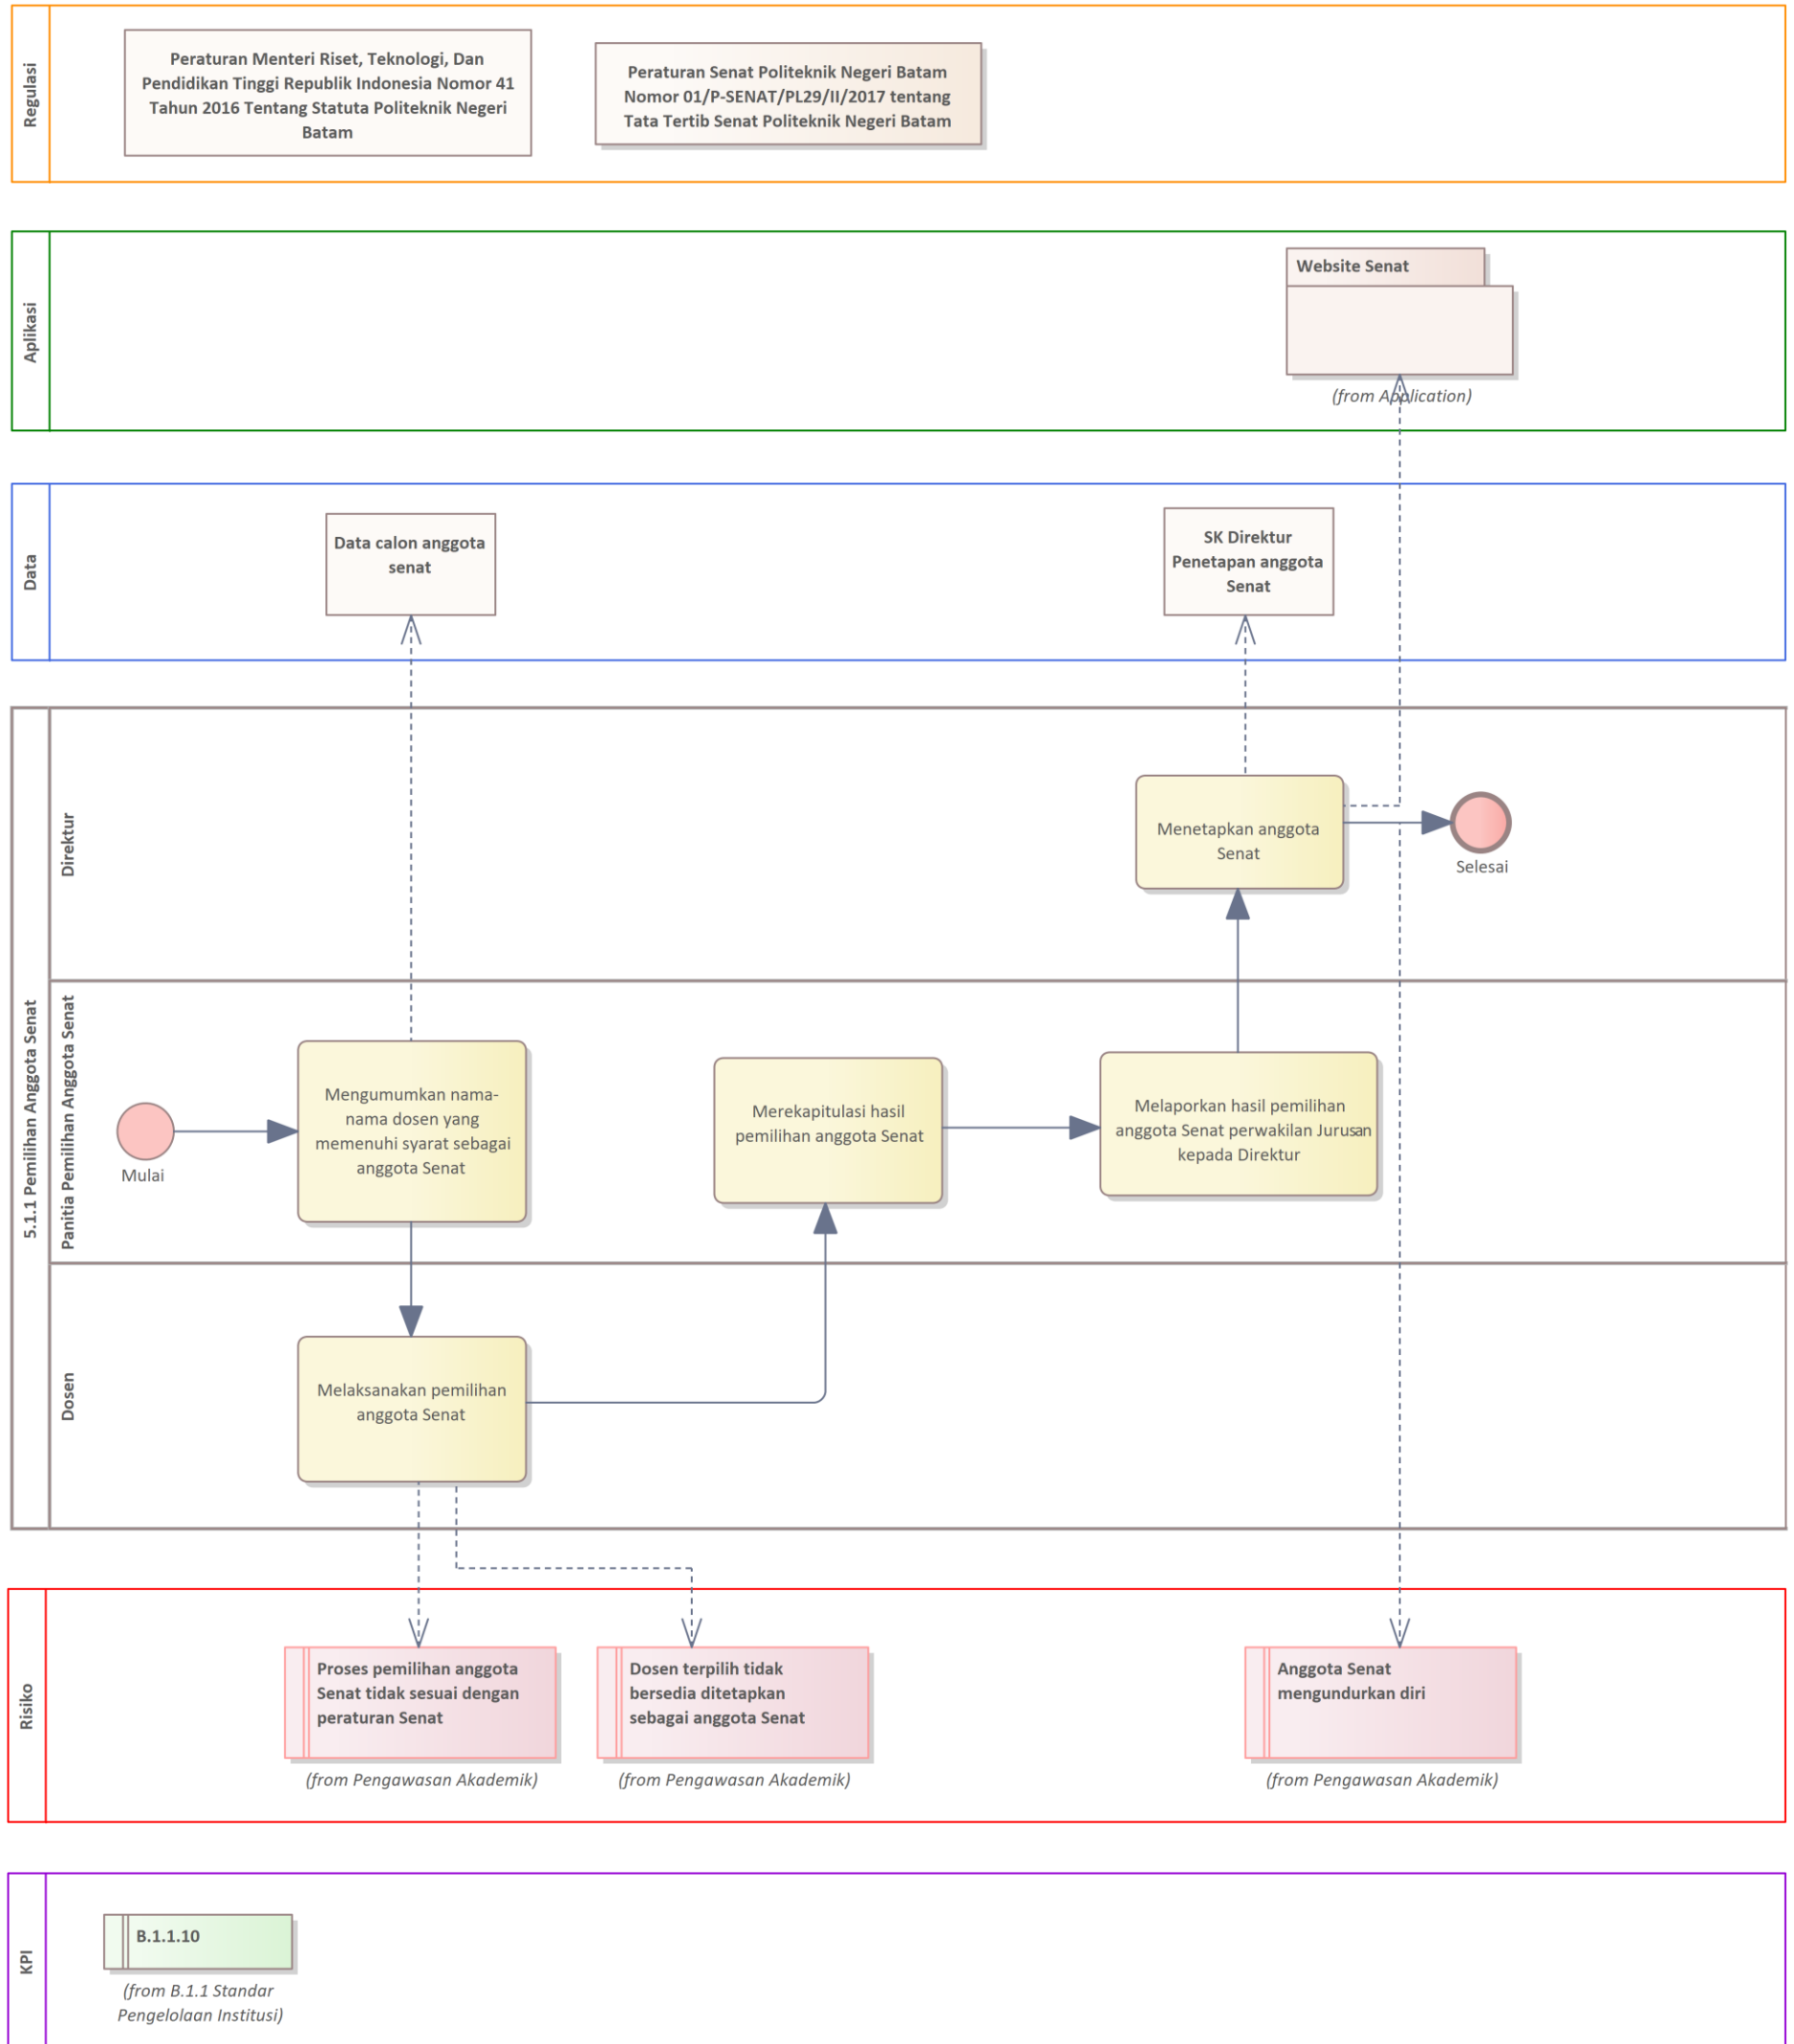 Regulasi
Peraturan Menteri Riset, Teknologi, Dan
Pendidikan Tinggi Republik Indonesia Nomor 41
Tahun 2016 Tentang Statuta Politeknik Negeri
Batam
Peraturan Senat Politeknik Negeri Batam
Nomor 01/P-SENAT/PL29/II/2017 tentang
Tata Tertib Senat Politeknik Negeri Batam
Aplikasi
Website Senat
(from Application)
Data
Data calon anggota
senat
SK Direktur
Penetapan anggota
Senat
5.1.1 Pemilihan Anggota Senat
Direktur
Menetapkan anggota
Senat
Selesai
Panitia Pemilihan Anggota Senat
Mulai
Mengumumkan nama-
nama dosen yang
memenuhi syarat sebagai
anggota Senat
Merekapitulasi hasil
pemilihan anggota Senat
Melaporkan hasil pemilihan
anggota Senat perwakilan Jurusan
kepada Direktur
Dosen
Melaksanakan pemilihan
anggota Senat
Risiko
Proses pemilihan anggota
Senat tidak sesuai dengan
peraturan Senat
(from Pengawasan Akademik)
Dosen terpilih tidak
bersedia ditetapkan
sebagai anggota Senat
(from Pengawasan Akademik)
Anggota Senat
mengundurkan diri
(from Pengawasan Akademik)
KPI
B.1.1.10
(from B.1.1 Standar
Pengelolaan Institusi)